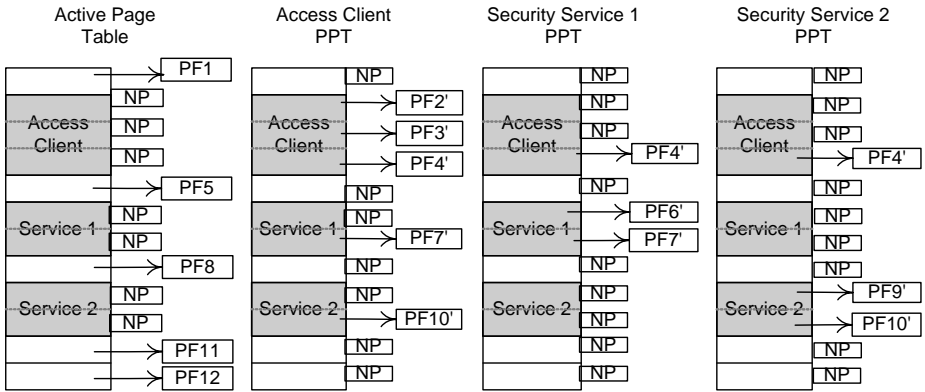 Active Page
Table
Access Client
PPT
Security Service 1
PPT
Security Service 2
PPT
PF1
NP
NP
NP
PF5
NP
NP
PF8
NP
NP
PF11
PF12
Access
Client
Service 1
Service 2
NP
PF2'
PF3'
PF4'
NP
NP
PF7'
NP
NP
PF10'
NP
NP
Access
Client
Service 1
Service 2
NP
NP
NP
PF4'
NP
PF6'
PF7'
NP
NP
NP
NP
NP
Access
Client
Service 1
Service 2
NP
NP
NP
PF4'
NP
NP
NP
NP
PF9'
PF10'
NP
NP
Access
Client
Service 1
Service 2